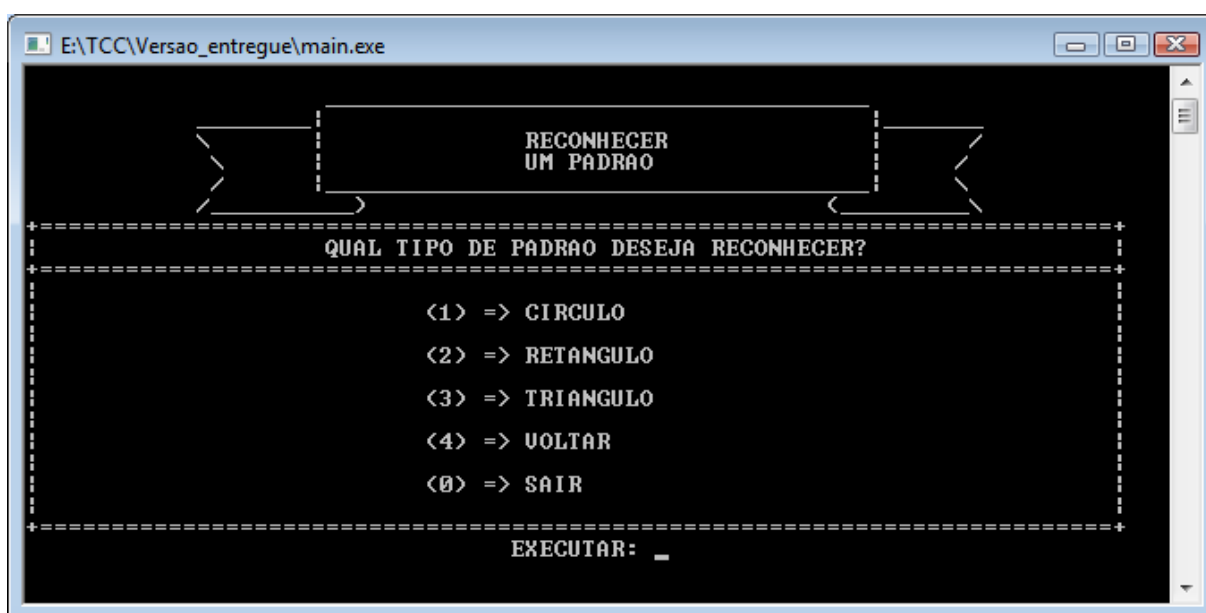 E:\TCC\Versao_entregue\main.exe
RECONHECER
UM PADRAO
QUAL TIPO DE PADRAO DESEJA RECONHECER?
(1) => CIRCULO
(2) => RETANGULO
(3) => TRIANGULO
(4) => VOLTAR
(0) => SAIR
EXECUTAR: _